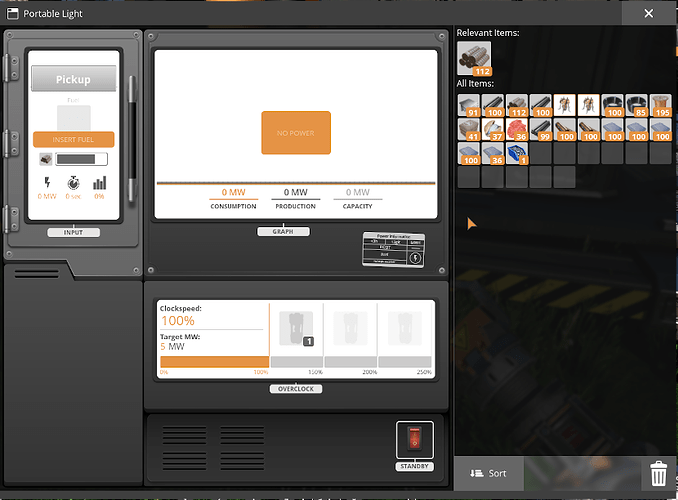 Portable Light
Pickup
Fuel
INSERT FUEL
0 MW
0 sec
0%
INPUT
NO POWER
0 MW
0 MW
0 MW
CONSUMPTION
PRODUCTION
CAPACITY
GRAPH
Power Information
Clockspeed:
100%
Target MW:
5 MW
1
0%
100%
150%
200%
250%
OVERCLOCK
STANDBY
Relevant Items:
112
All Items:
91
100
112
100
100
85
195
41
37
36
99
100
100
100
100
100
100
36
1
Sort